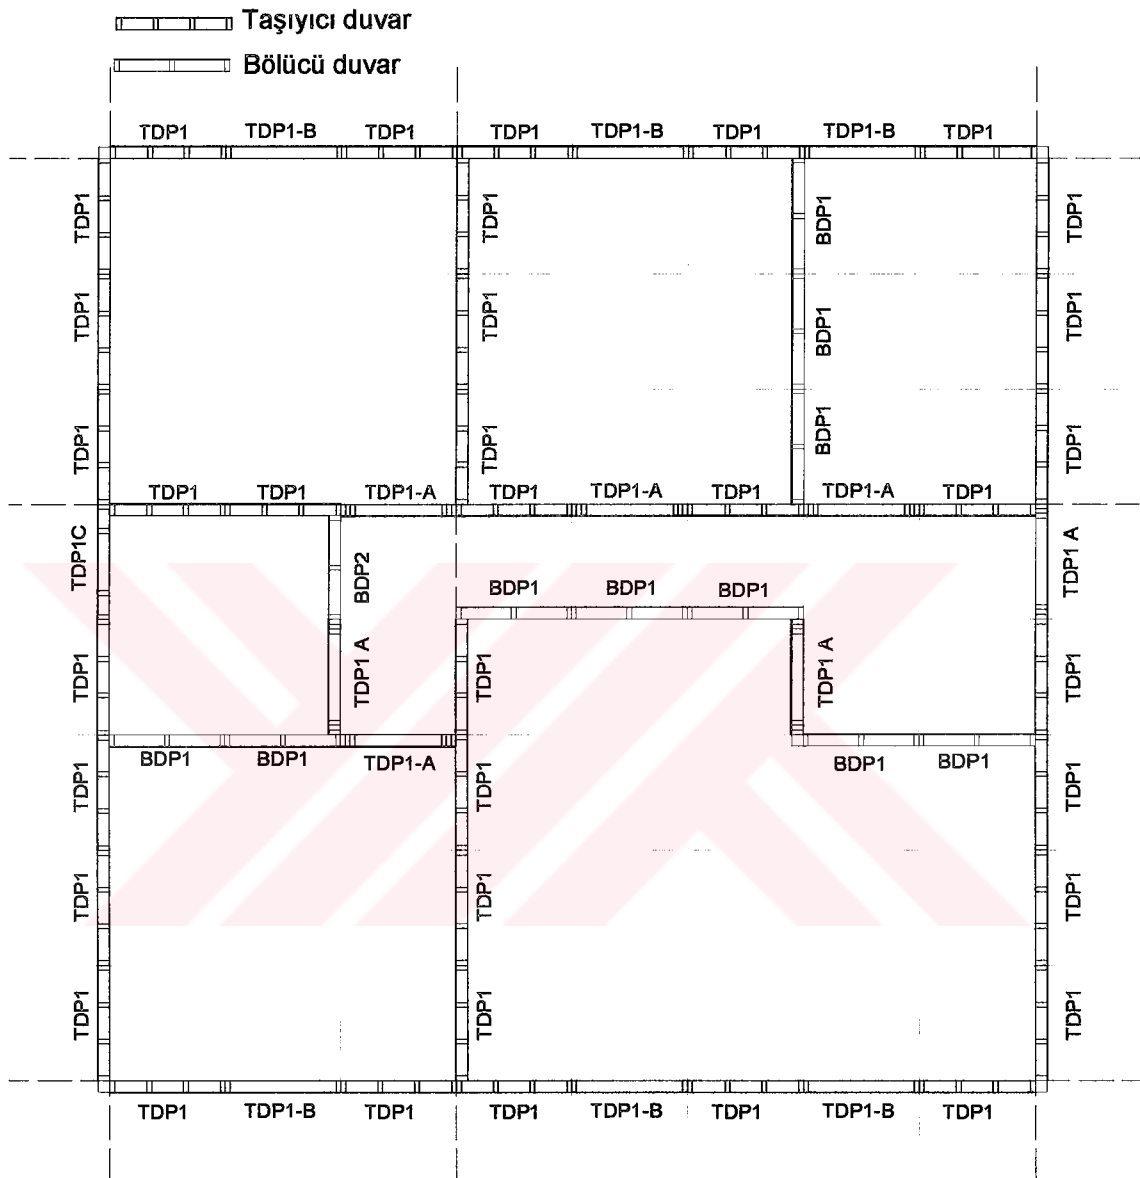 Taşıyıcı duvar
Bölücü duvar
TDP1 TDP1-B TDP1 TDP1 TDP1-B TDP1 TDP1-B TDP1
TDP1 TDP1 BDP1 TDP1
TDP1 TDP1 BDP1 TDP1
TDP1 TDP1 BDP1 TDP1
TDP1 TDP1 TDP1-A TDP1 TDP1-A TDP1 TDP1-A TDP1
TDP1C BDP2 TDP1 A
BDP1 BDP1 BDP1
TDP1 TDP1 A TDP1 TDP1 A TDP1
BDP1 BDP1 TDP1-A BDP1 BDP1
TDP1 TDP1 TDP1
TDP1 TDP1 TDP1
TDP1 TDP1 TDP1
TDP1 TDP1-B TDP1 TDP1 TDP1-B TDP1 TDP1-B TDP1